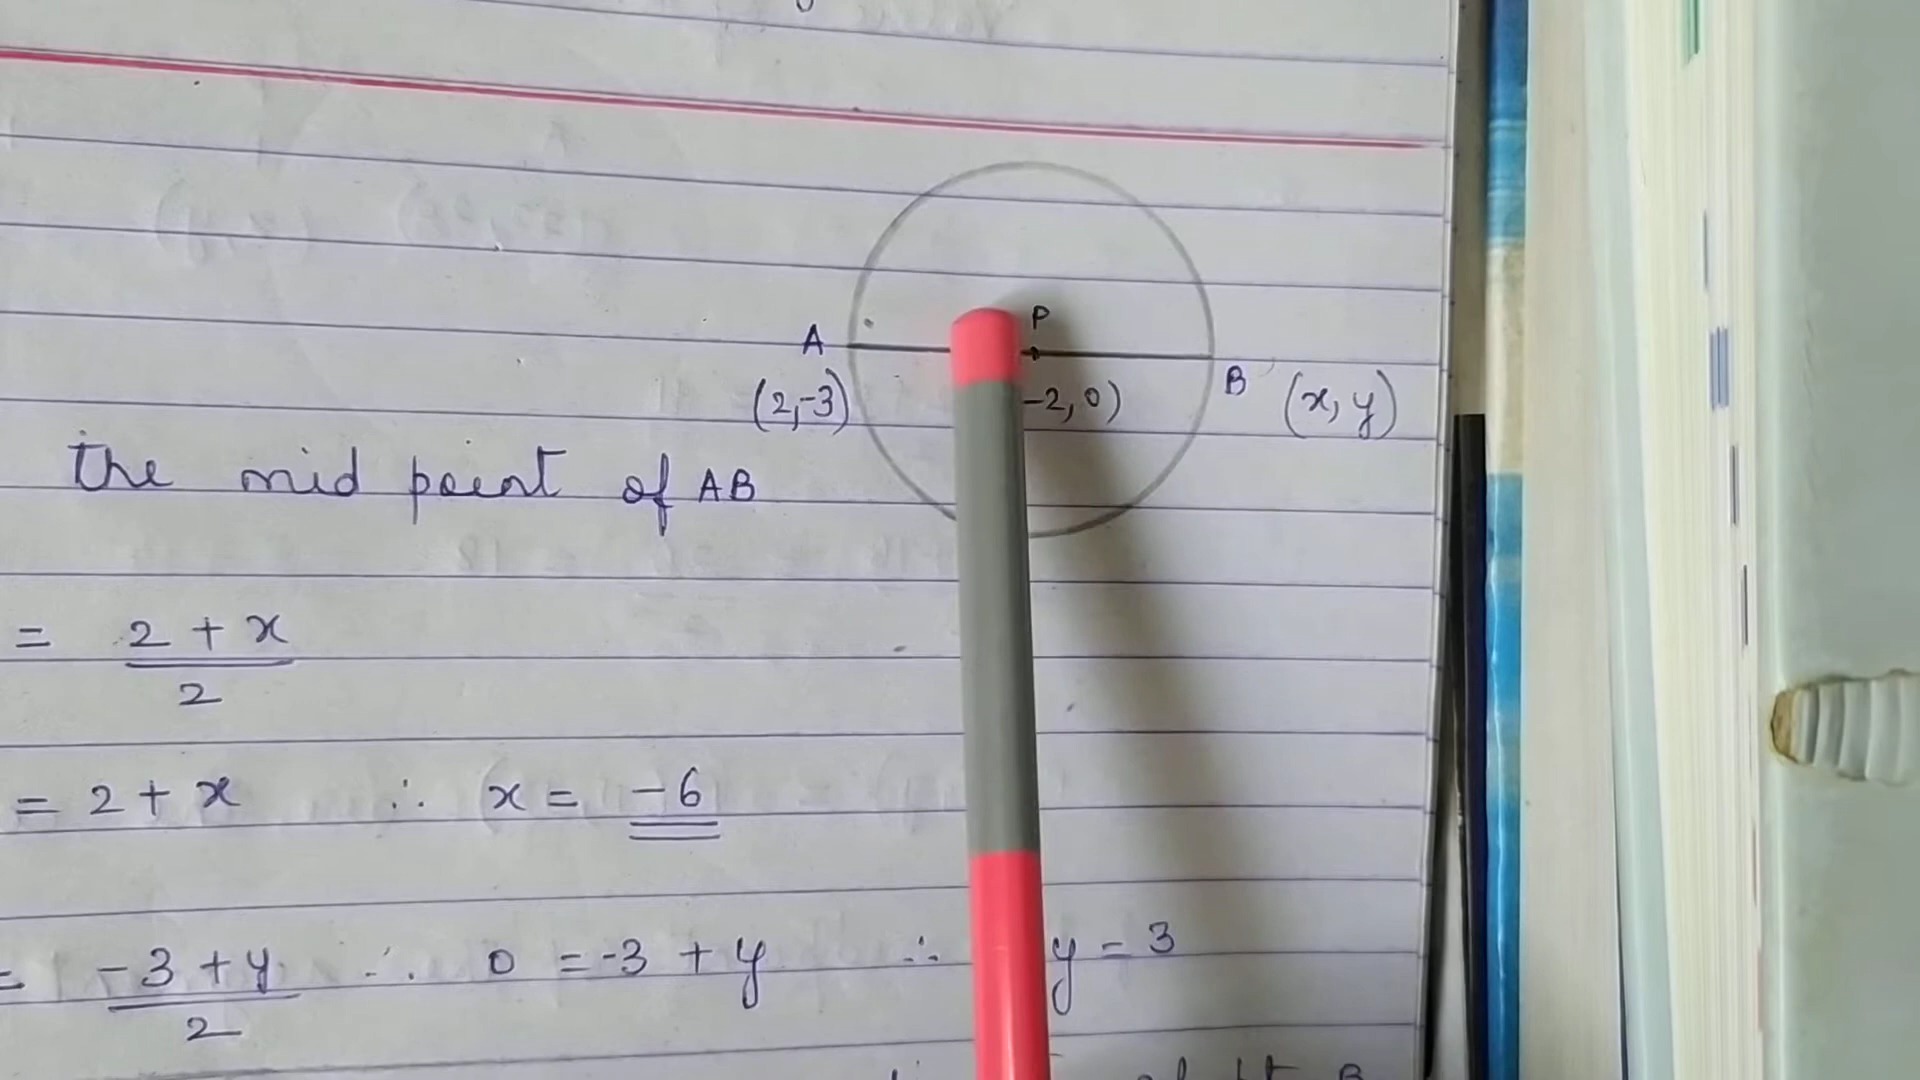 P
A
(2,-3)
-2, 0)
B (x, y)
The mid point of AB
= 2 + x
2
= 2 + x ∴ x = -6
= -3 + y ∴ 0 = -3 + y ∴ y = 3
2
B